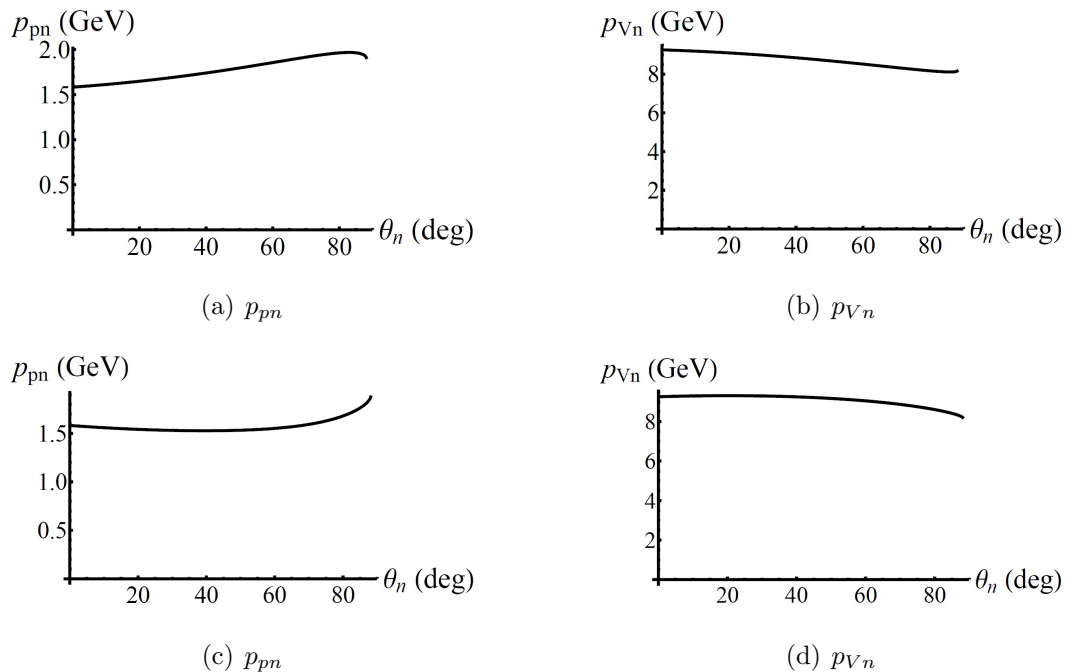 p_pn (GeV)
2.0
1.5
1.0
0.5
20 40 60 80
θ_n (deg)
(a) p_pn
p_Vn (GeV)
8
6
4
2
20 40 60 80
θ_n (deg)
(b) p_Vn
p_pn (GeV)
1.5
1.0
0.5
20 40 60 80
θ_n (deg)
(c) p_pn
p_Vn (GeV)
8
6
4
2
20 40 60 80
θ_n (deg)
(d) p_Vn